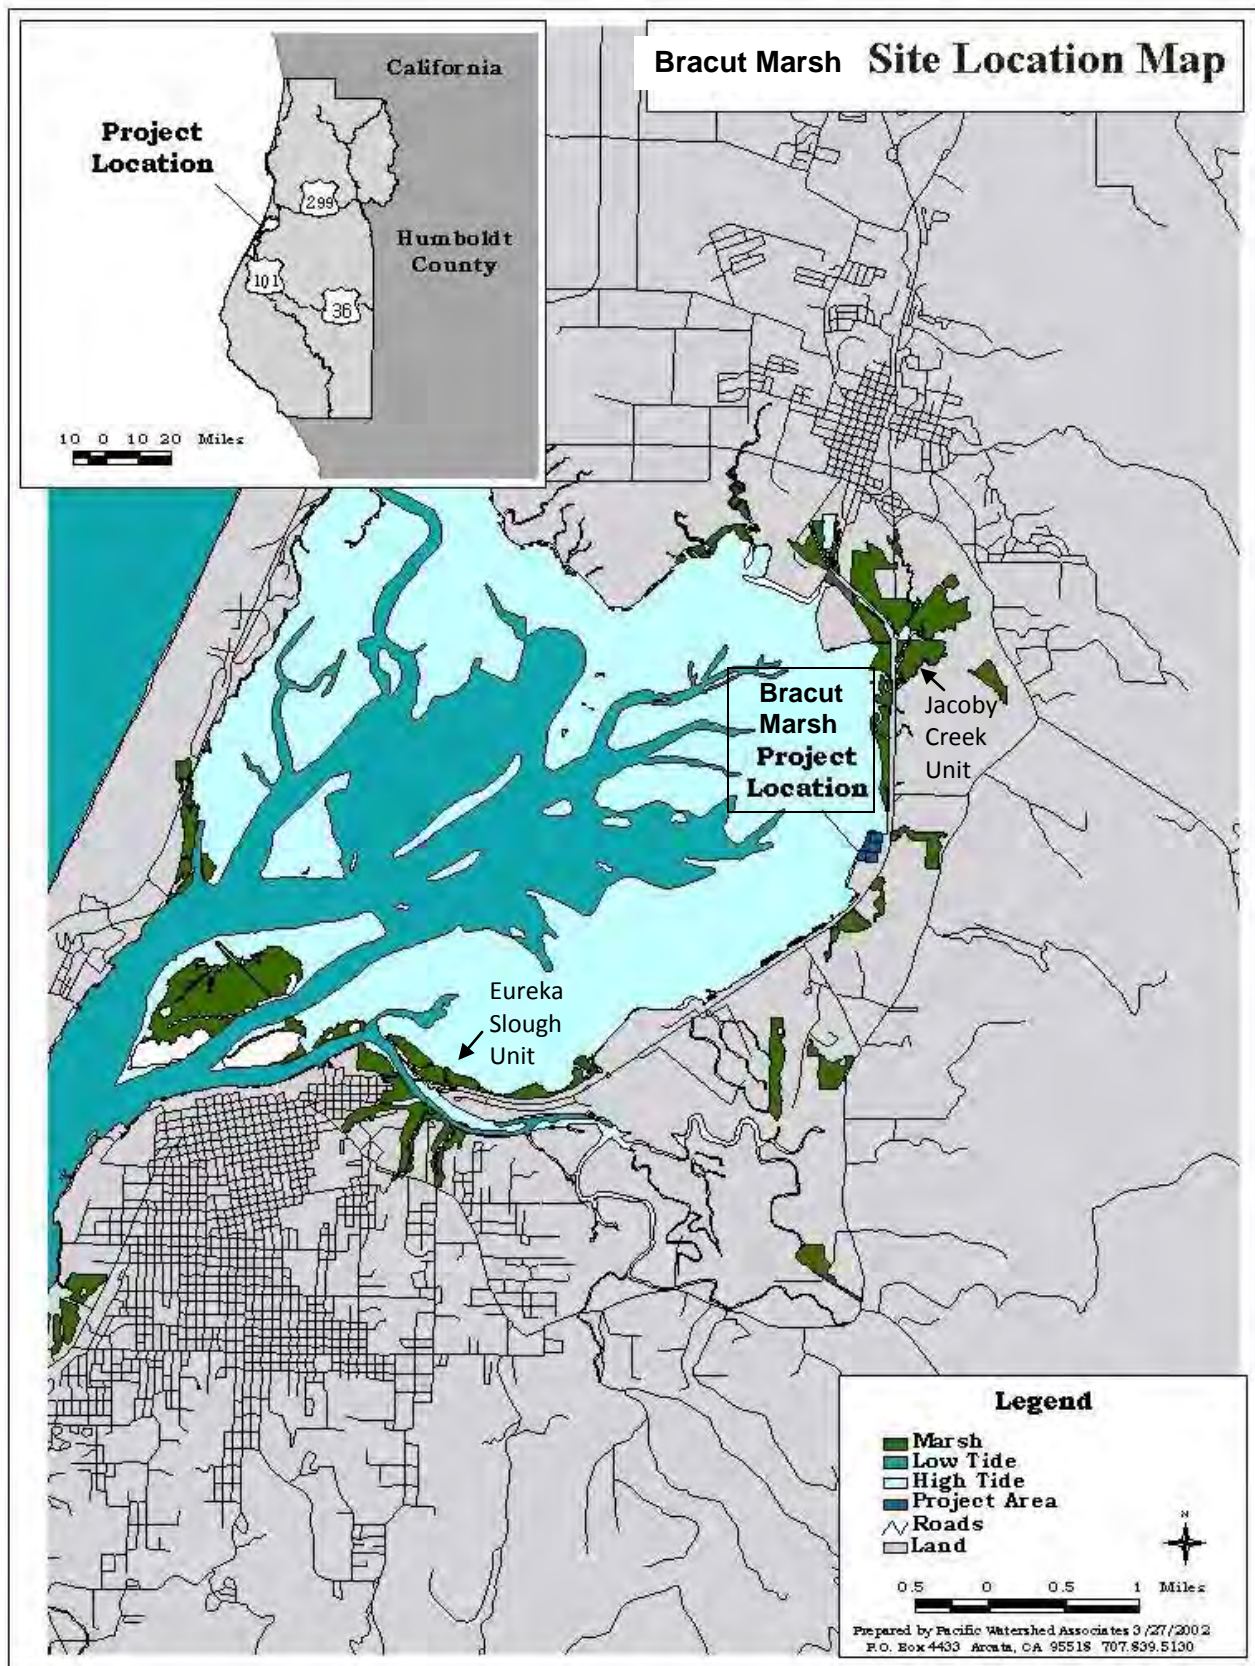 Bracut Marsh Site Location Map
California
Project
Location
299
Humboldt
County
101
36
10 0 10 20 Miles
Bracut
Marsh
Project
Location
Jacoby
Creek
Unit
Eureka
Slough
Unit
Legend
Marsh
Low Tide
High Tide
Project Area
Roads
Land
N
0.5 0 0.5 1 Miles
Prepared by Pacific Watershed Associates 3/27/2002
P.O. Box 4433 Arcata, CA 95518 707.839.5130